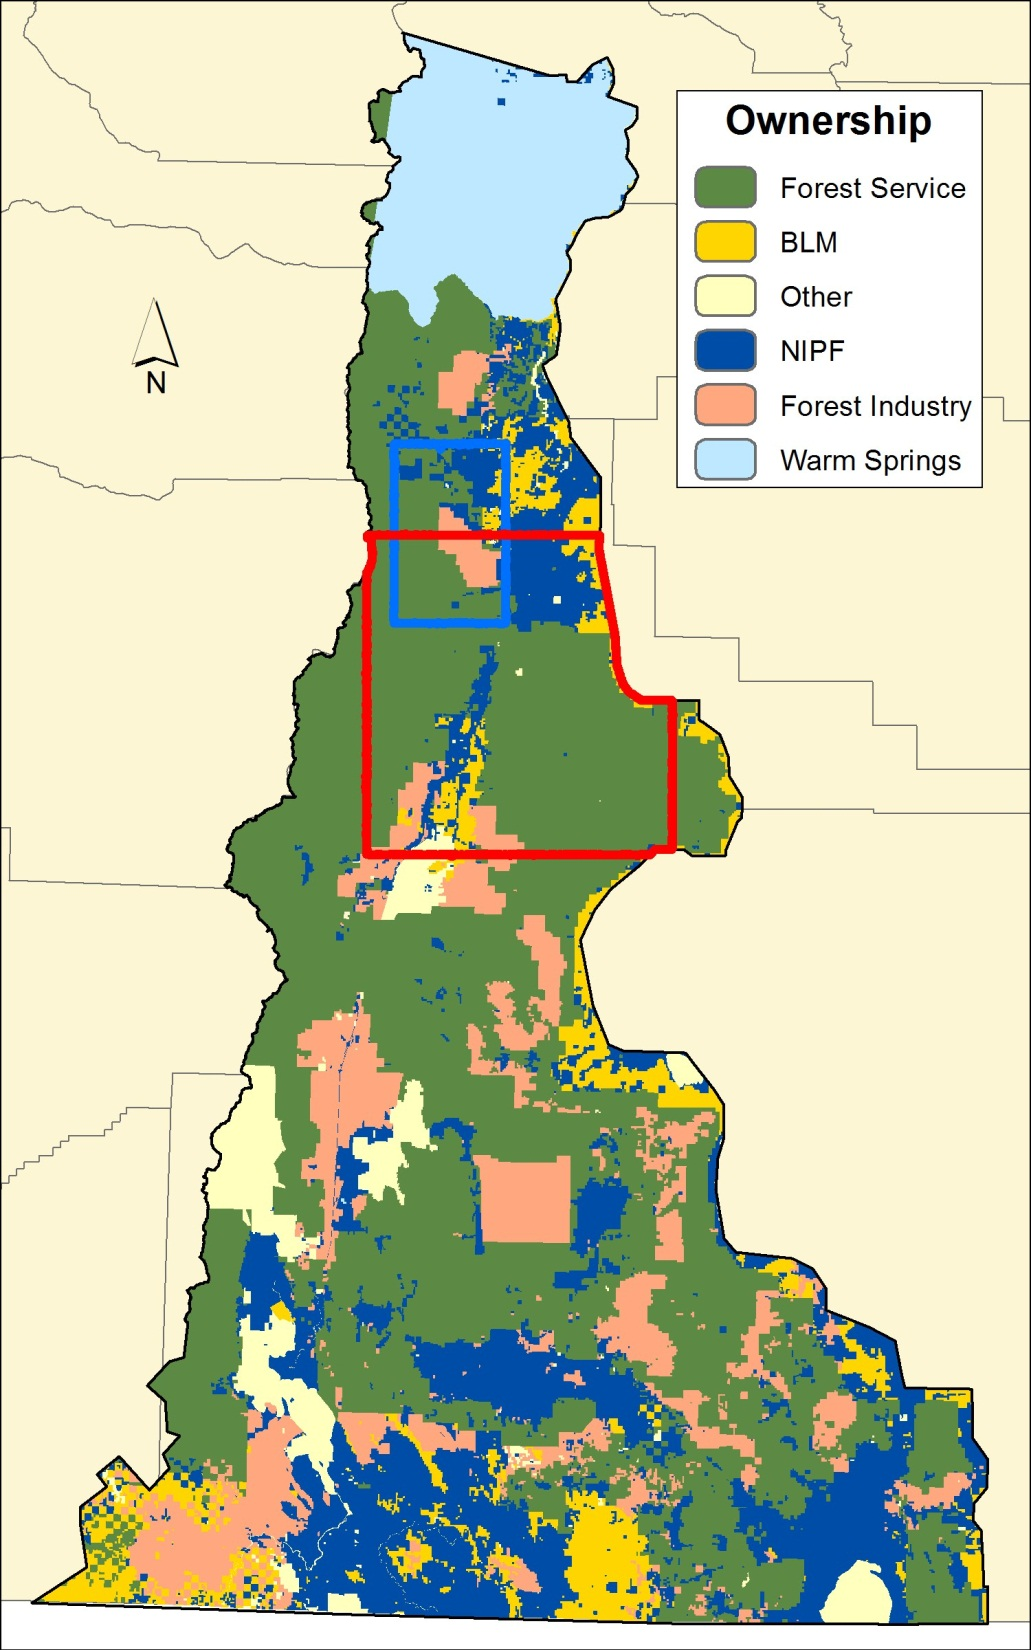 Ownership
Forest Service
BLM
Other
NIPF
Forest Industry
Warm Springs
N